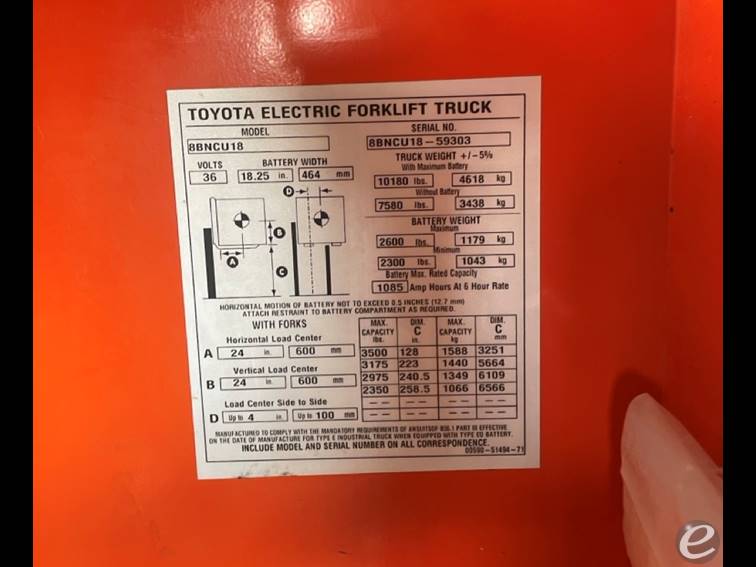 TOYOTA ELECTRIC FORKLIFT TRUCK
MODEL
8BNCU18
SERIAL NO.
8BNCU18-59303
VOLTS
36
BATTERY WIDTH
18.25 in. 464 mm
TRUCK WEIGHT +/-5%
With Maximum Battery
10180 lbs. 4618 kg
Without Battery
7580 lbs. 3438 kg
BATTERY WEIGHT
Maximum
2600 lbs. 1179 kg
Minimum
2300 lbs. 1043 kg
Battery Max. Rated Capacity
1085 Amp Hours At 6 Hour Rate
D
B
A
C
HORIZONTAL MOTION OF BATTERY NOT TO EXCEED 0.5 INCHES (12.7 mm)
ATTACH RESTRAINT TO BATTERY COMPARTMENT AS REQUIRED.
WITH FORKS
Horizontal Load Center
A 24 in. 600 mm
Vertical Load Center
B 24 in. 600 mm
Load Center Side to Side
D Up to 4 in. Up to 100 mm
MAX. CAPACITY lbs. DIM. C in. MAX. CAPACITY kg DIM. C mm
3500 128 1588 3251
3175 223 1440 5664
2975 240.5 1349 6109
2350 258.5 1066 6566
-- -- -- --
-- -- -- --
MANUFACTURED TO COMPLY WITH THE MANDATORY REQUIREMENTS OF ANSI/ITSDF B56.1 PART III EFFECTIVE
ON THE DATE OF MANUFACTURE FOR TYPE E INDUSTRIAL TRUCK WHEN EQUIPPED WITH TYPE EO BATTERY.
INCLUDE MODEL AND SERIAL NUMBER ON ALL CORRESPONDENCE.
00590-51494-71
e